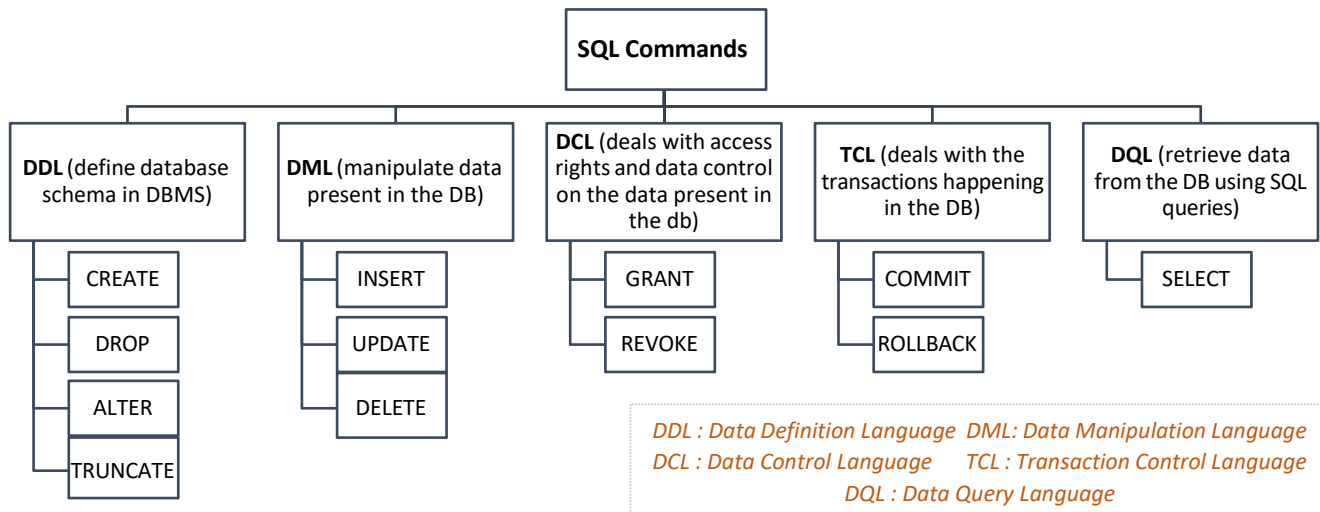 SQL Commands
DDL (define database
schema in DBMS)
CREATE
DROP
ALTER
TRUNCATE
DML (manipulate data
present in the DB)
INSERT
UPDATE
DELETE
DCL (deals with access
rights and data control
on the data present in
the db)
GRANT
REVOKE
TCL (deals with the
transactions happening
in the DB)
COMMIT
ROLLBACK
DQL (retrieve data
from the DB using SQL
queries)
SELECT
DDL : Data Definition Language DML: Data Manipulation Language
DCL : Data Control Language TCL : Transaction Control Language
DQL : Data Query Language